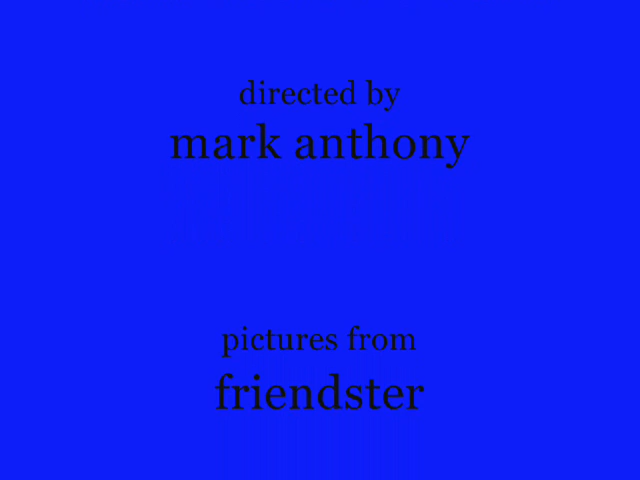 directed by
mark anthony
pictures from
friendster